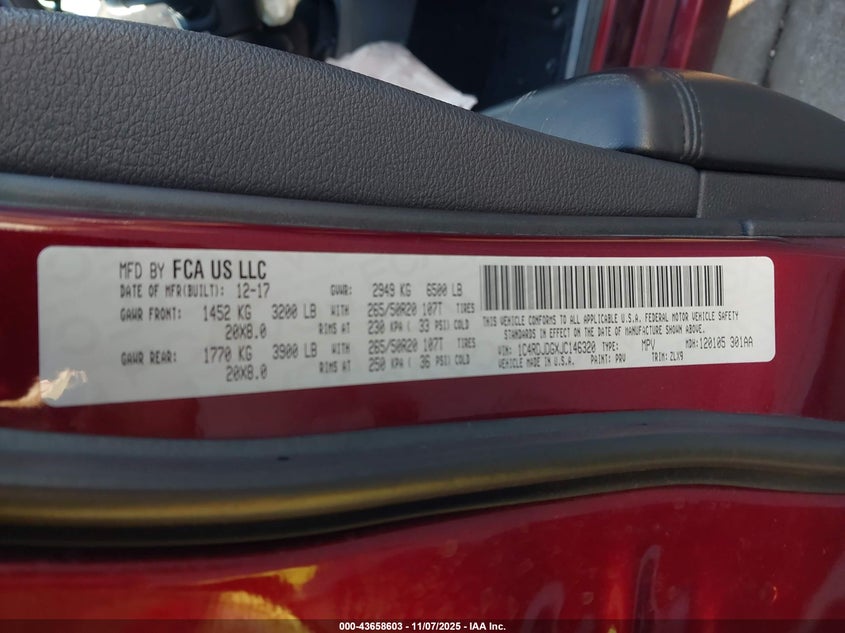 MFD BY FCA US LLC
DATE OF MFR(BUILT): 12-17 GVWR: 2949 KG 6500 LB
GAWR FRONT: 1452 KG 3200 LB WITH 265/50R20 107T TIRES
20X8.0 RIMS AT 230 KPA ( 33 PSI) COLD
GAWR REAR: 1770 KG 3900 LB WITH 265/50R20 107T TIRES
20X8.0 RIMS AT 250 KPA ( 36 PSI) COLD
THIS VEHICLE CONFORMS TO ALL APPLICABLE U.S.A. FEDERAL MOTOR VEHICLE SAFETY
STANDARDS IN EFFECT ON THE DATE OF MANUFACTURE SHOWN ABOVE.
VIN: 1C4RDJDGXJC146320 TYPE: MPV MDH: 120105 301AA
VEHICLE MADE IN U.S.A. PAINT: PRV TRIM: ZLX9
000-43658603 - 11/07/2025 - IAA Inc.